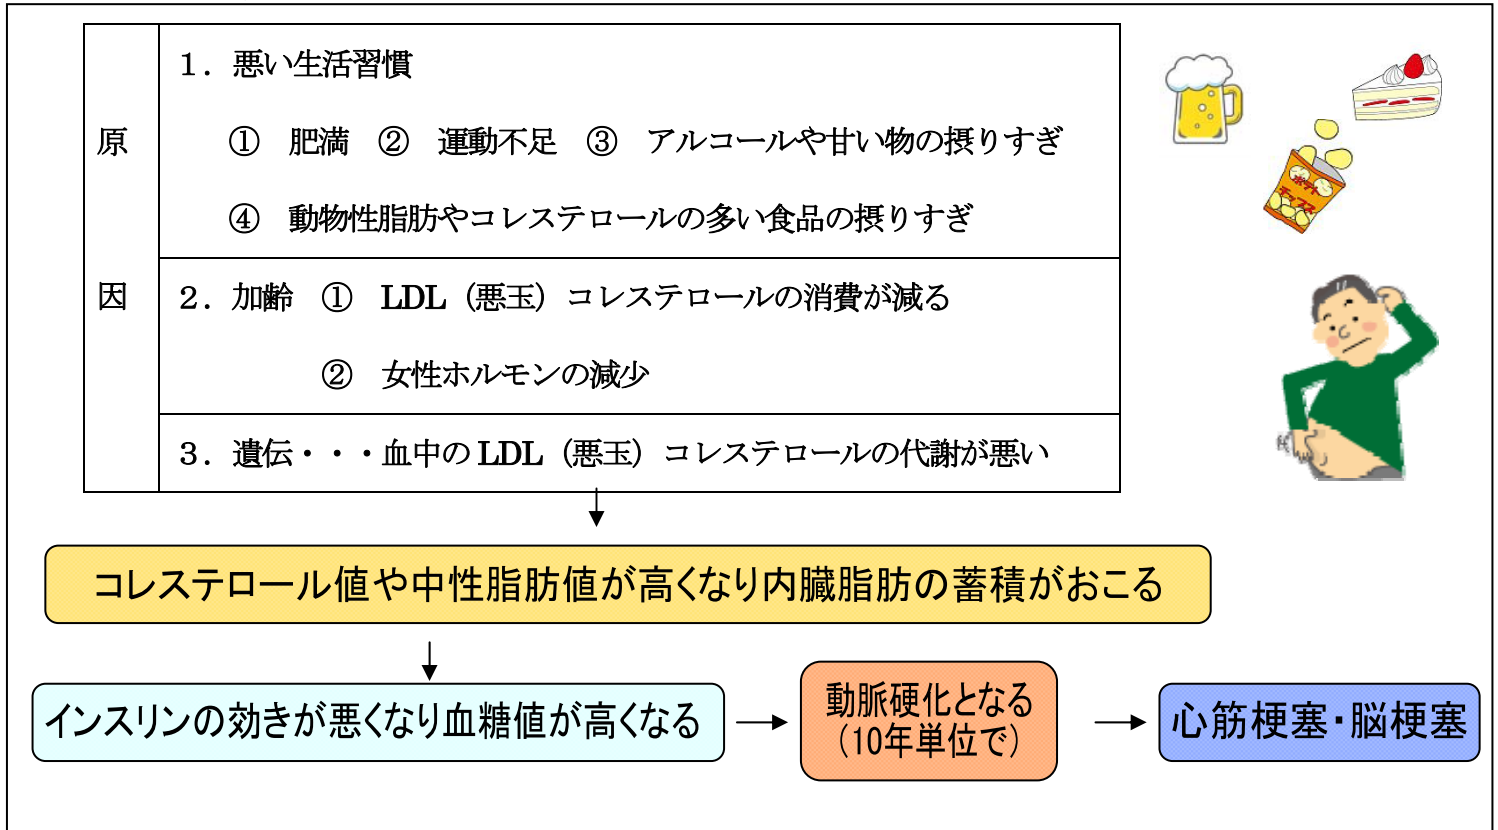 原因
１．悪い生活習慣
① 肥満 ② 運動不足 ③ アルコールや甘い物の摂りすぎ
④ 動物性脂肪やコレステロールの多い食品の摂りすぎ
２．加齢 ① LDL（悪玉）コレステロールの消費が減る
② 女性ホルモンの減少
３．遺伝・・・血中の LDL（悪玉）コレステロールの代謝が悪い
ポテト
チップス
コレステロール値や中性脂肪値が高くなり内臓脂肪の蓄積がおこる
インスリンの効きが悪くなり血糖値が高くなる
動脈硬化となる
（10年単位で）
心筋梗塞・脳梗塞